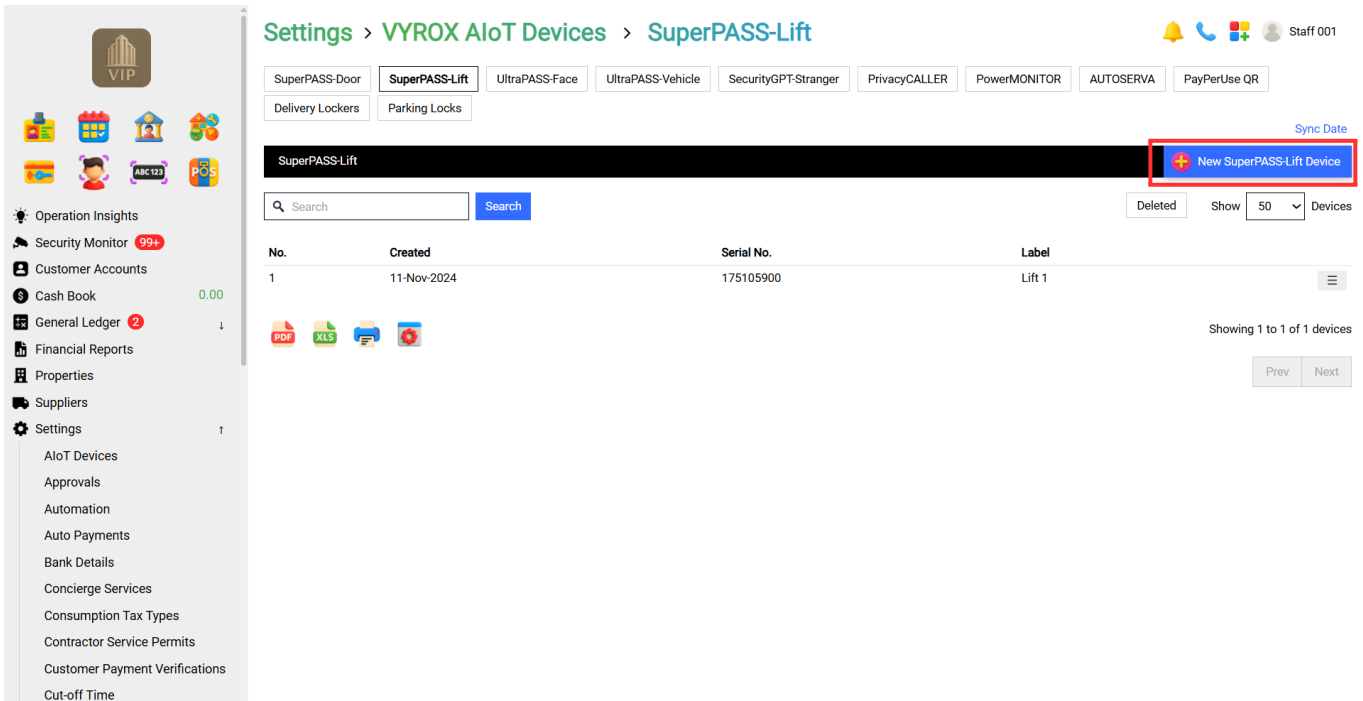 VIP
ABC 123
POS
Operation Insights
Security Monitor 99+
Customer Accounts
Cash Book 0.00
General Ledger 2 ↓
Financial Reports
Properties
Suppliers
Settings ↑
AIoT Devices
Approvals
Automation
Auto Payments
Bank Details
Concierge Services
Consumption Tax Types
Contractor Service Permits
Customer Payment Verifications
Cut-off Time
Settings > VYROX AIoT Devices > SuperPASS-Lift
Staff 001
SuperPASS-Door SuperPASS-Lift UltraPASS-Face UltraPASS-Vehicle SecurityGPT-Stranger PrivacyCALLER PowerMONITOR AUTOSERVA PayPerUse QR
Delivery Lockers Parking Locks
Sync Date
SuperPASS-Lift New SuperPASS-Lift Device
Search Search Deleted Show 50 Devices
No. Created Serial No. Label
1 11-Nov-2024 175105900 Lift 1
PDF XLS Showing 1 to 1 of 1 devices
Prev Next